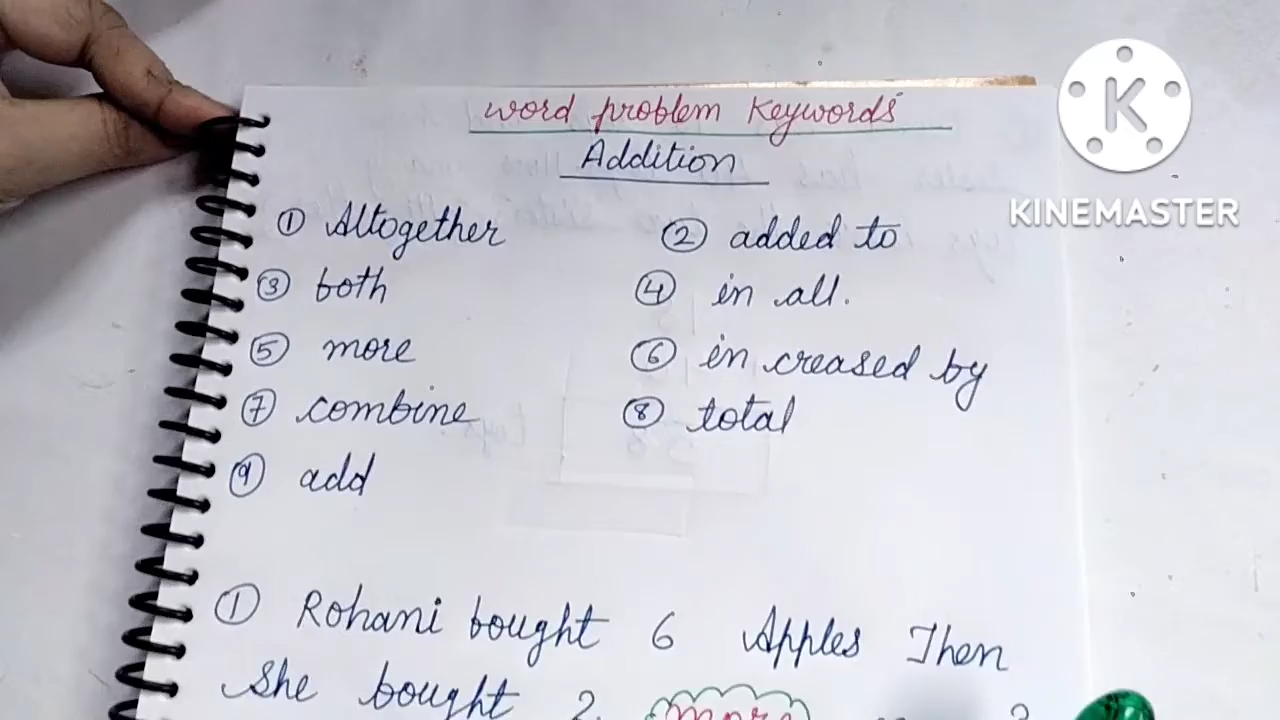 word problem Keywords
Addition
① Altogether ② added to
③ both ④ in all.
⑤ more ⑥ in creased by
⑦ combine ⑧ total
⑨ add
① Rohani bought 6 Apples Then
She bought 2 more
K
KINEMASTER